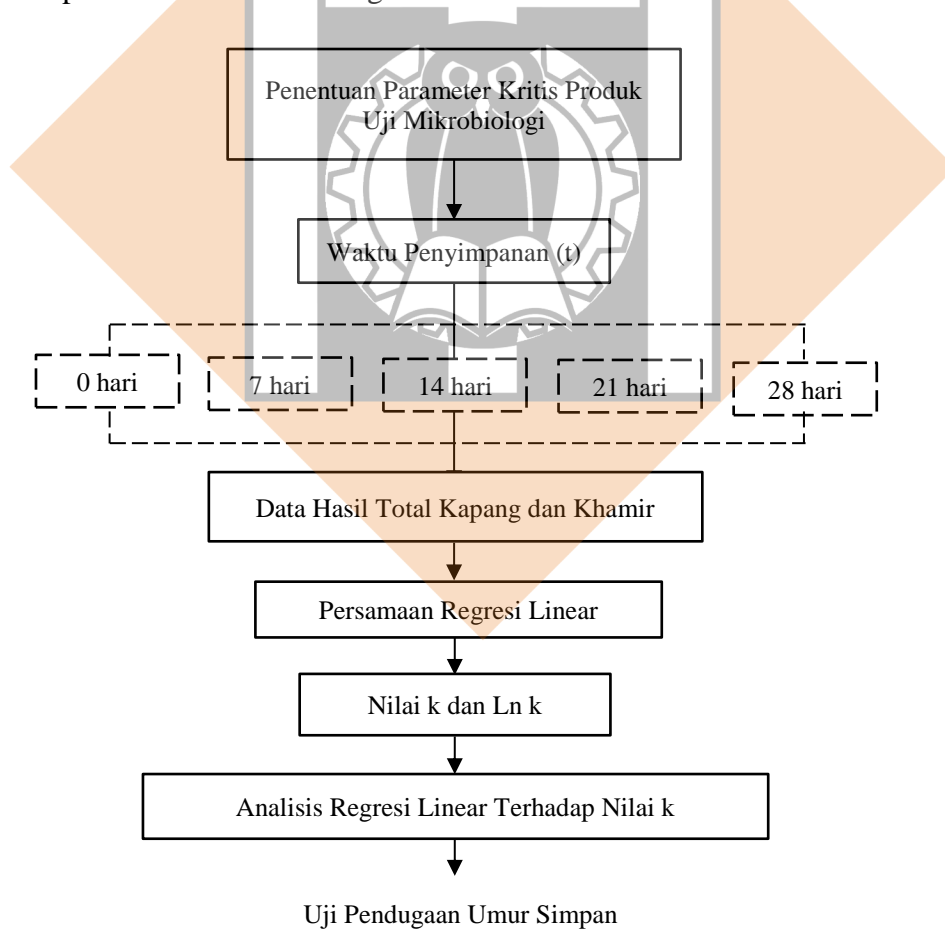 Penentuan Parameter Kritis Produk
Uji Mikrobiologi
Waktu Penyimpanan (t)
0 hari
7 hari
14 hari
21 hari
28 hari
Data Hasil Total Kapang dan Khamir
Persamaan Regresi Linear
Nilai k dan Ln k
Analisis Regresi Linear Terhadap Nilai k
Uji Pendugaan Umur Simpan